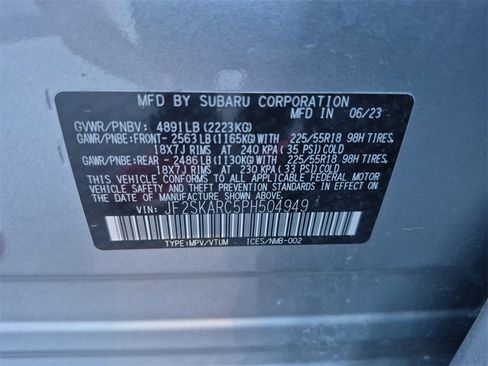 MFD BY SUBARU CORPORATION
MFD. IN 06/23
GVWR/PNBV: 4891LB (2223KG)
GAWR/PNBE:FRONT- 2563LB(1165KG)WITH 225/55R18 98H TIRES,
18X7J RIMS AT 240 KPA(35 PSI)COLD
GAWR/PNBE:REAR - 2486LB(1130KG)WITH 225/55R18 98H TIRES,
18X7J RIMS AT 230 KPA(33 PSI)COLD
THIS VEHICLE CONFORMS TO ALL APPLICABLE FEDERAL MOTOR
VEHICLE SAFETY AND THEFT PREVENTION STANDARDS IN EFFECT
ON THE DATE OF MANUFACTURE SHOWN ABOVE.
VIN: JF2SKARC5PH504949
TYPE:MPV/VTUM ICES/NMB-002